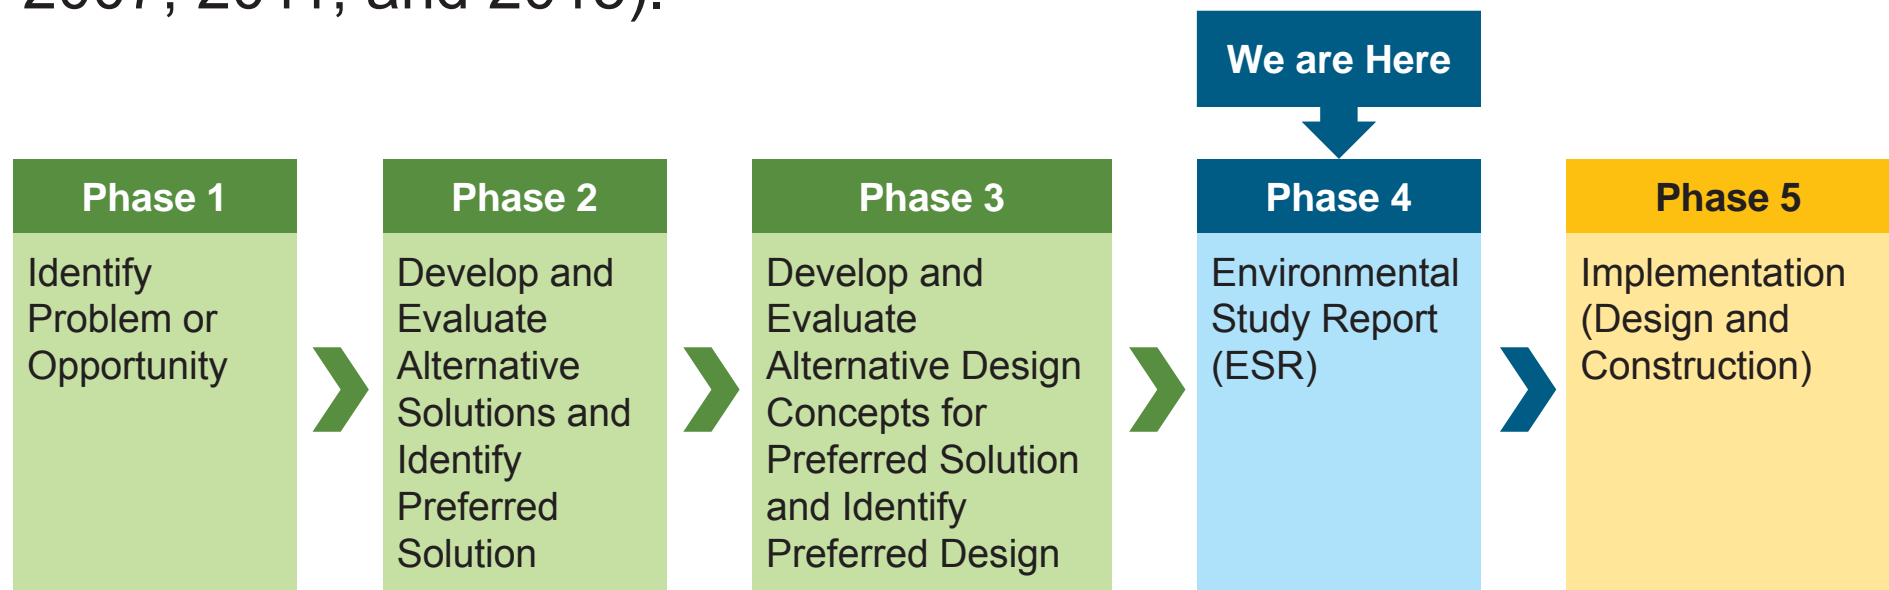 We are Here
Phase 1
Identify
Problem or
Opportunity
Phase 2
Develop and
Evaluate
Alternative
Solutions and
Identify
Preferred
Solution
Phase 3
Develop and
Evaluate
Alternative Design
Concepts for
Preferred Solution
and Identify
Preferred Design
Phase 4
Environmental
Study Report
(ESR)
Phase 5
Implementation
(Design and
Construction)